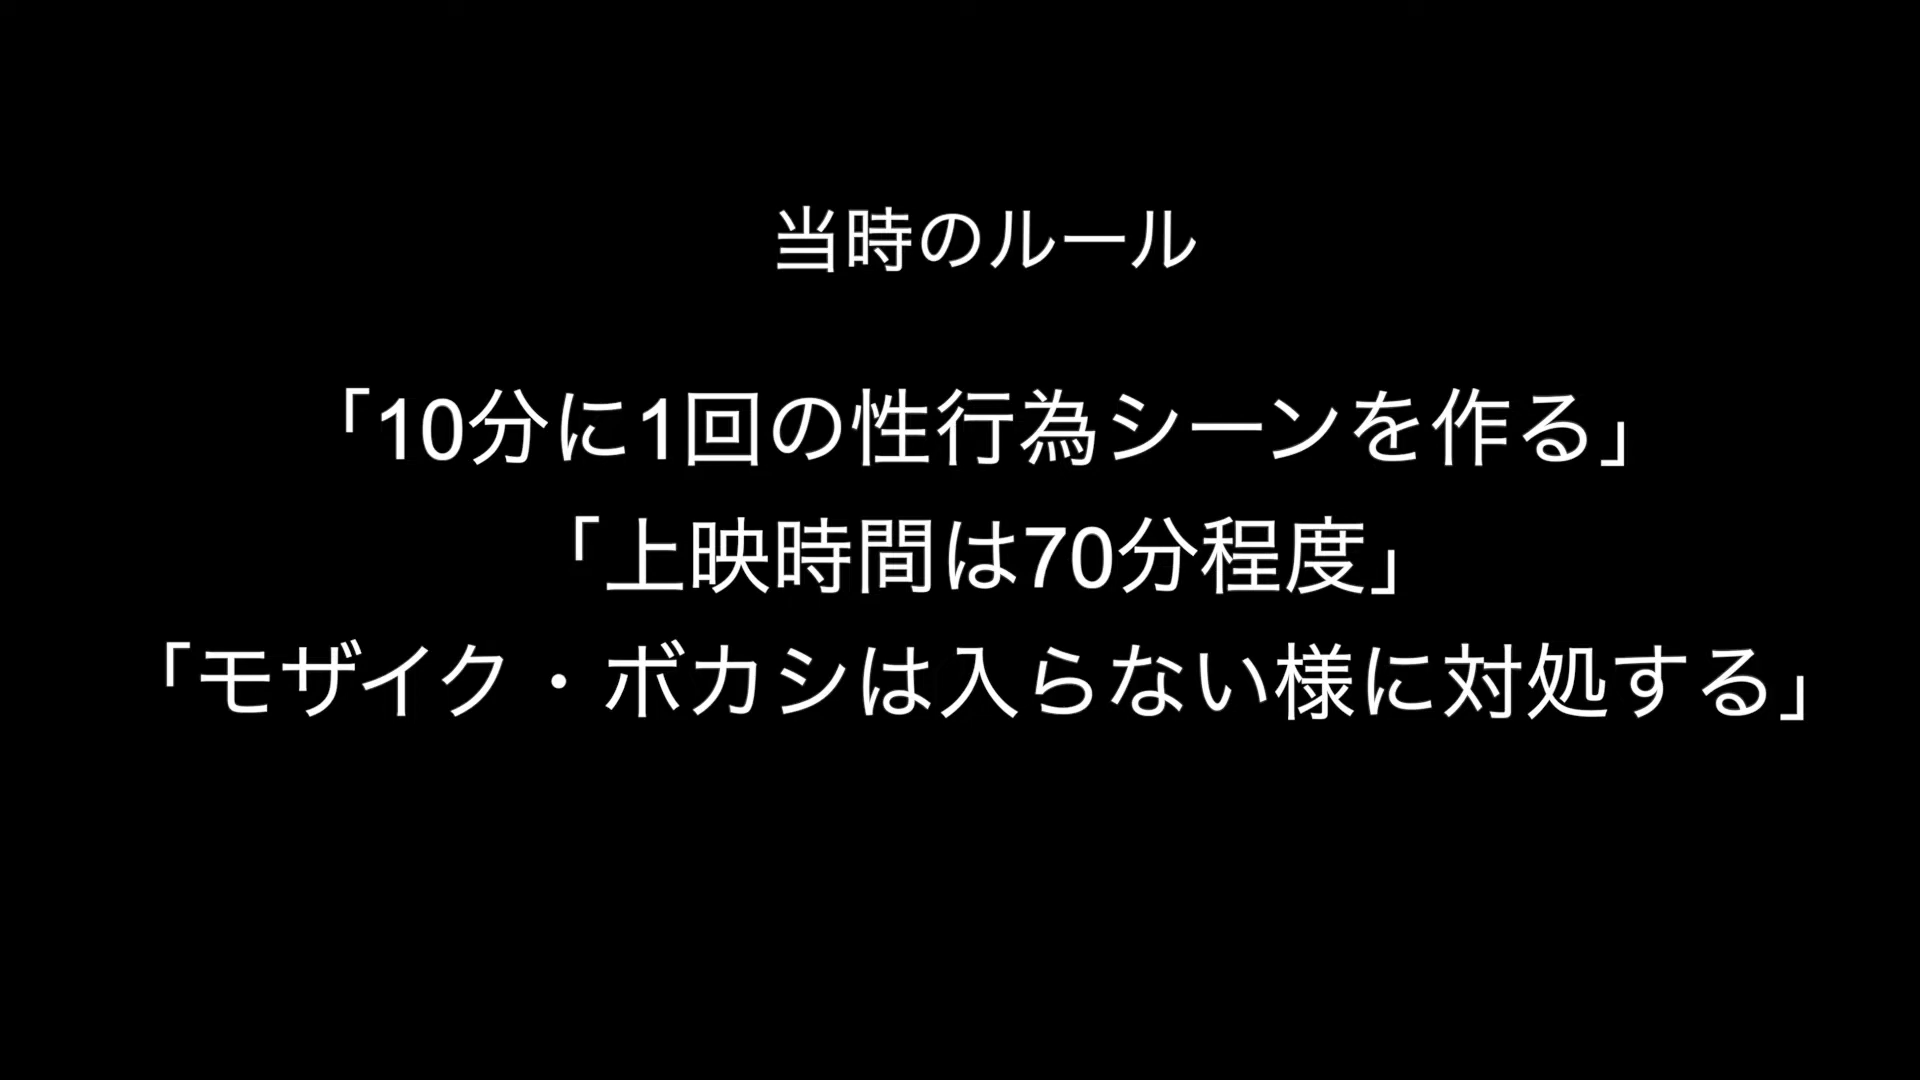 当時のルール
「10分に1回の性行為シーンを作る」
「上映時間は70分程度」
「モザイク・ボカシは入らない様に対処する」